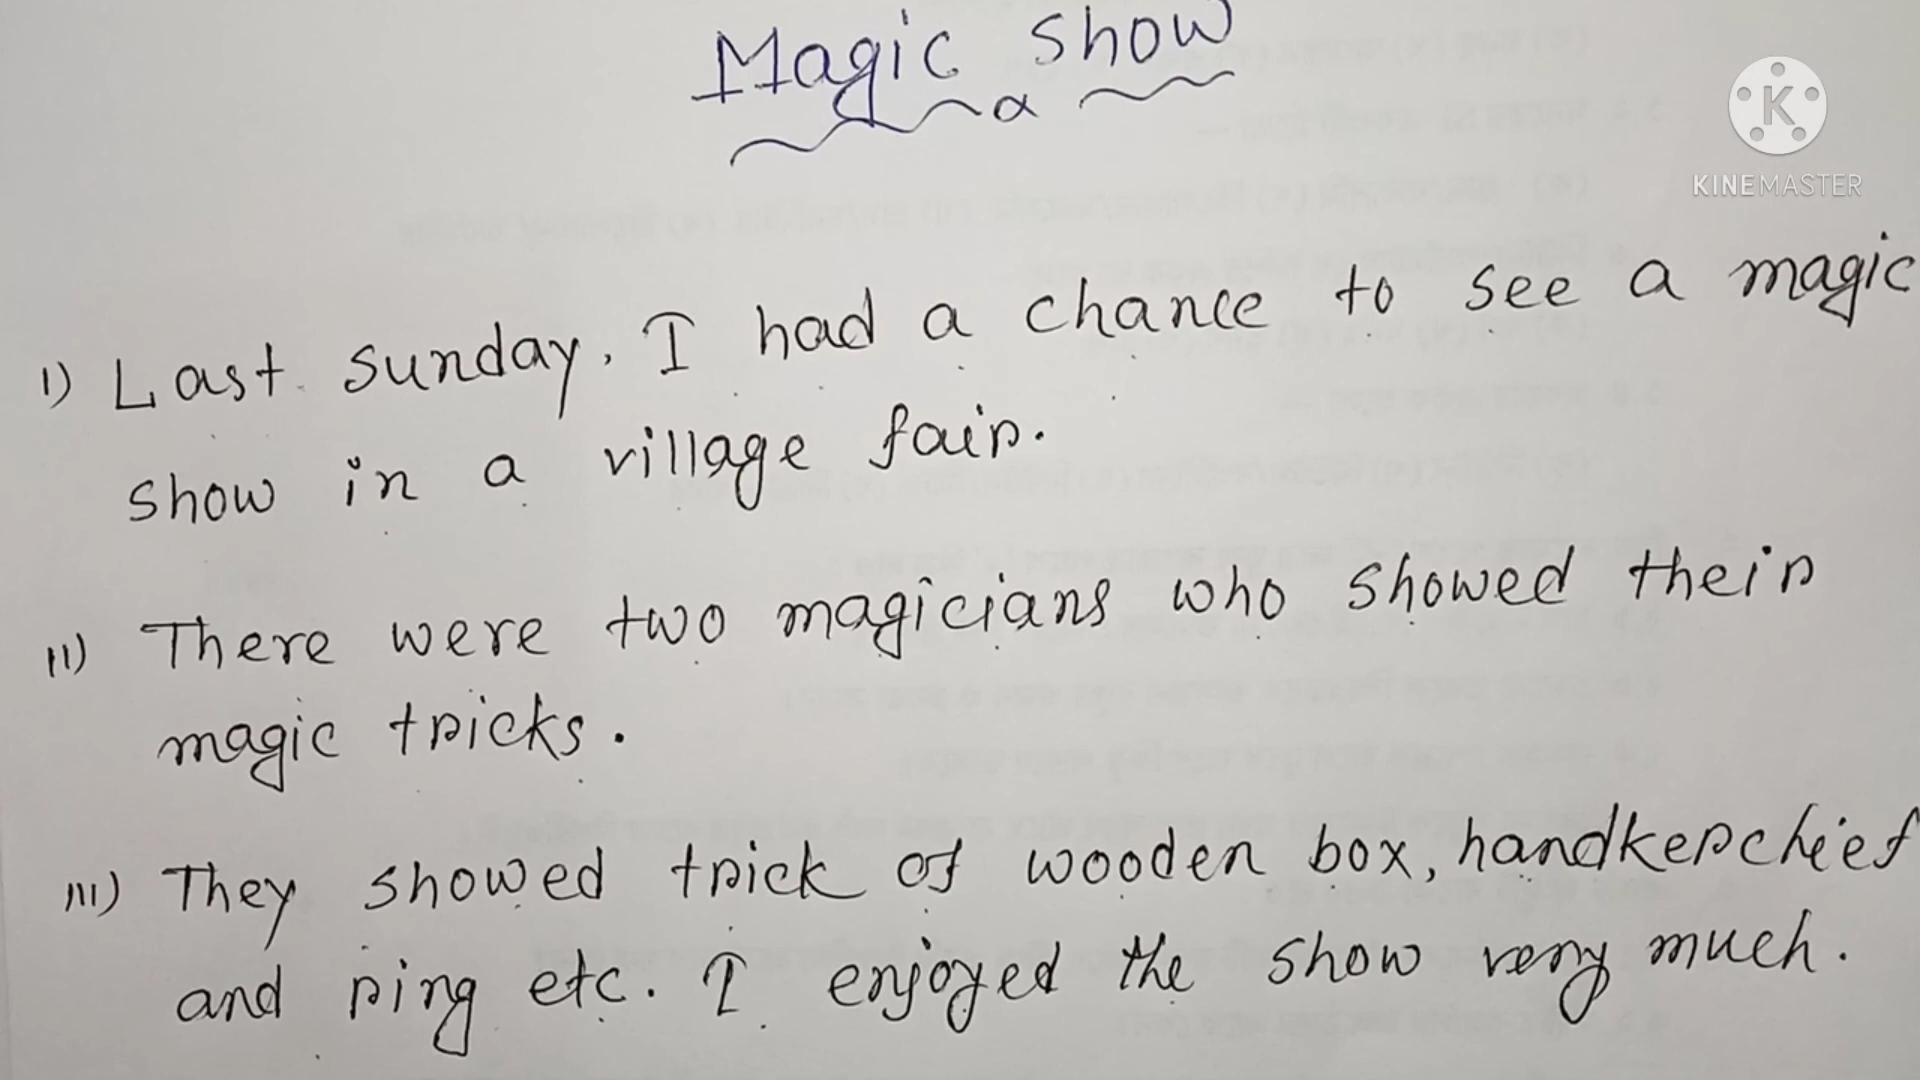 Magic show
KINEMASTER
I) Last sunday, I had a chance to see a magic
show in a village fair.
II) There were two magicians who showed their
magic tricks.
III) They showed trick of wooden box, handkerchief
and ring etc. I enjoyed the show very much.